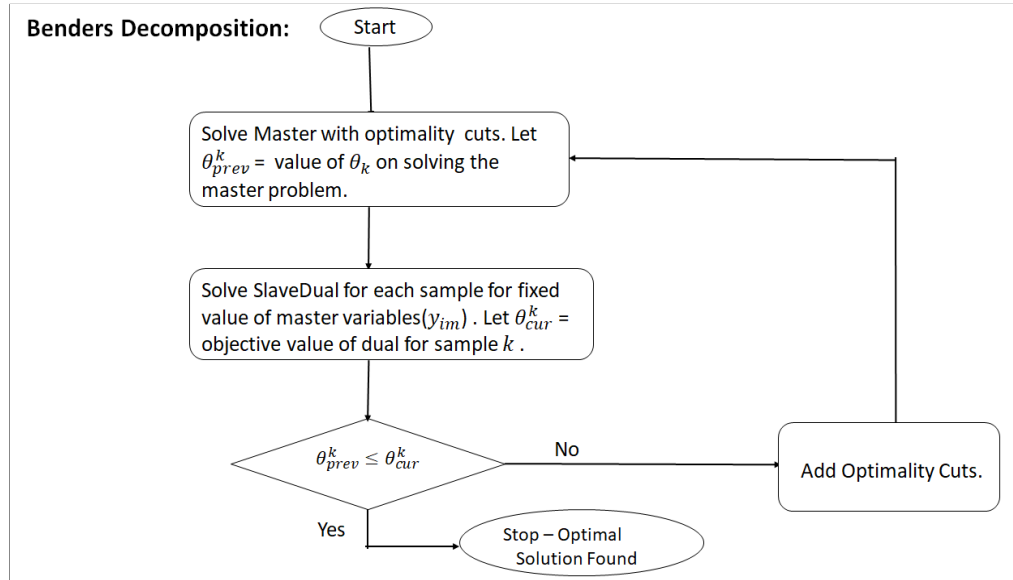 Benders Decomposition:
Start
Solve Master with optimality cuts. Let
θ^k_prev = value of θ_k on solving the
master problem.
Solve SlaveDual for each sample for fixed
value of master variables(y_im) . Let θ^k_cur =
objective value of dual for sample k .
θ^k_prev ≤ θ^k_cur
No
Add Optimality Cuts.
Yes
Stop – Optimal
Solution Found